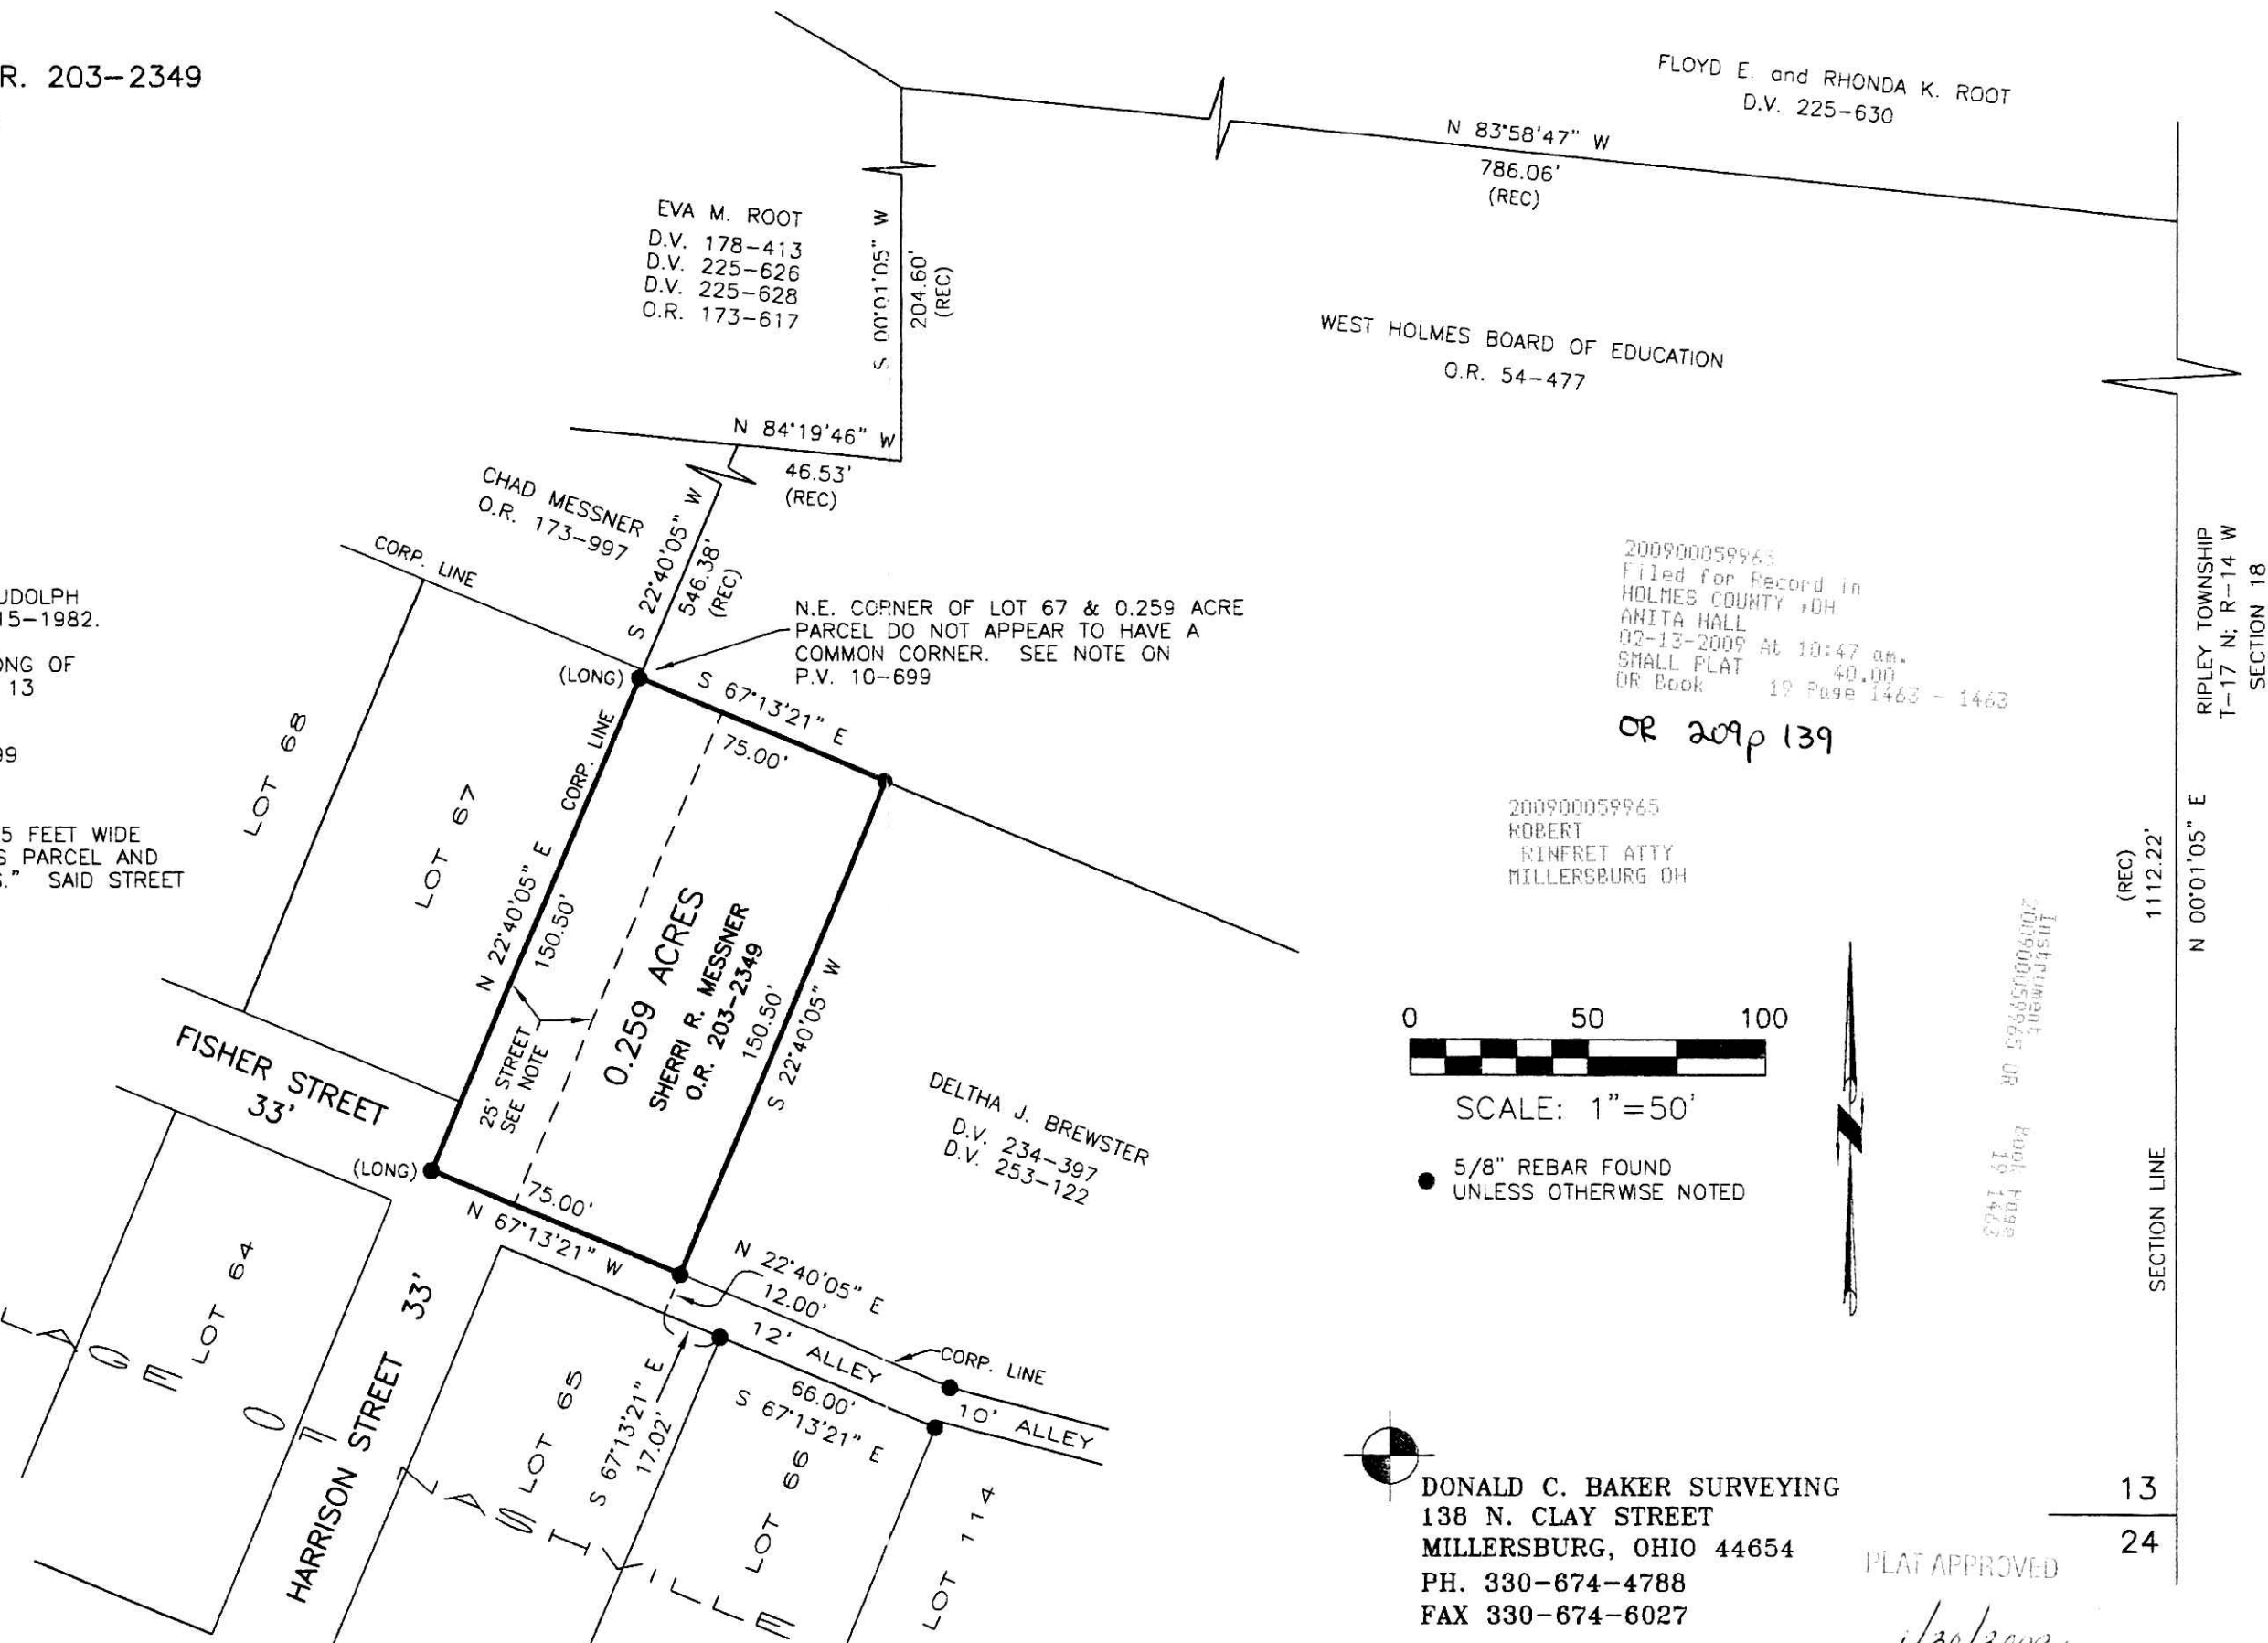 R. 203-2349
FLOYD E. and RHONDA K. ROOT
D.V. 225-630
N 83°58'47" W
786.06'
(REC)
EVA M. ROOT
D.V. 178-413
D.V. 225-626
D.V. 225-628
O.R. 173-617
S 00°01'05" W
204.60'
(REC)
WEST HOLMES BOARD OF EDUCATION
O.R. 54-477
N 84°19'46" W
46.53'
(REC)
CHAD MESSNER
O.R. 173-997
S 22°40'05" W
546.38'
(REC)
CORP. LINE
UDOLPH
15-1982.
ONG OF
13
99
5 FEET WIDE
S PARCEL AND
S." SAID STREET
N.E. CORNER OF LOT 67 & 0.259 ACRE
PARCEL DO NOT APPEAR TO HAVE A
COMMON CORNER. SEE NOTE ON
P.V. 10-699
(LONG)
S 67°13'21" E
75.00'
LOT 68
LOT 67
CORP. LINE
N 22°40'05" E
150.50'
25' STREET
SEE NOTE
0.259 ACRES
SHERRI R. MESSNER
O.R. 203-2349
150.50'
S 22°40'05" W
200900059965
Filed for Record in
HOLMES COUNTY ,OH
ANITA HALL
02-13-2009 At 10:47 am.
SMALL PLAT 40.00
OR Book 19 Page 1463 - 1463
OR 209p 139
200900059965
ROBERT
RINFRET ATTY
MILLERSBURG OH
RIPLEY TOWNSHIP
T-17 N; R-14 W
SECTION 18
(REC)
1112.22'
N 00°01'05" E
SECTION LINE
Instrument Book Page
200900059965 OR 19 1463
FISHER STREET
33'
(LONG)
75.00'
N 67°13'21" W
DELTHA J. BREWSTER
D.V. 234-397
D.V. 253-122
0 50 100
SCALE: 1"=50'
5/8" REBAR FOUND
UNLESS OTHERWISE NOTED
N 22°40'05" E
12.00'
12' ALLEY
CORP. LINE
10' ALLEY
66.00'
S 67°13'21" E
S 67°13'21" E
17.02'
LOT 64
HARRISON STREET 33'
LOT 65
LOT 66
LOT 114
LAGE OF NASHVILLE
DONALD C. BAKER SURVEYING
138 N. CLAY STREET
MILLERSBURG, OHIO 44654
PH. 330-674-4788
FAX 330-674-6027
13
24
PLAT APPROVED